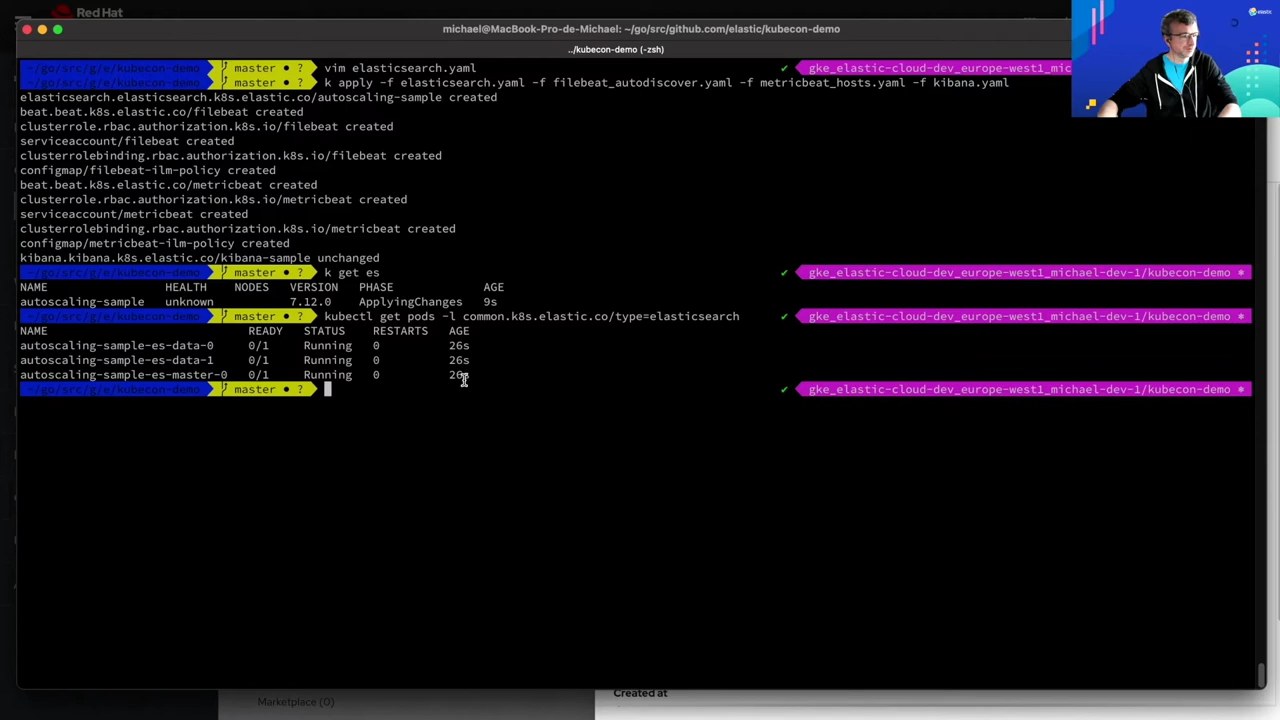 Red Hat
elastic
michael@MacBook-Pro-de-Michael: ~/go/src/github.com/elastic/kubecon-demo
../kubecon-demo (-zsh)
~/go/src/g/e/kubecon-demo master • ? vim elasticsearch.yaml ✔ gke_elastic-cloud-dev_europe-west1_mic
~/go/src/g/e/kubecon-demo master • ? k apply -f elasticsearch.yaml -f filebeat_autodiscover.yaml -f metricbeat_hosts.yaml -f kibana.yaml
elasticsearch.elasticsearch.k8s.elastic.co/autoscaling-sample created
beat.beat.k8s.elastic.co/filebeat created
clusterrole.rbac.authorization.k8s.io/filebeat created
serviceaccount/filebeat created
clusterrolebinding.rbac.authorization.k8s.io/filebeat created
configmap/filebeat-ilm-policy created
beat.beat.k8s.elastic.co/metricbeat created
clusterrole.rbac.authorization.k8s.io/metricbeat created
serviceaccount/metricbeat created
clusterrolebinding.rbac.authorization.k8s.io/metricbeat created
configmap/metricbeat-ilm-policy created
kibana.kibana.k8s.elastic.co/kibana-sample unchanged
~/go/src/g/e/kubecon-demo master • ? k get es ✔ gke_elastic-cloud-dev_europe-west1_michael-dev-1/kubecon-demo ⎈
NAME HEALTH NODES VERSION PHASE AGE
autoscaling-sample unknown 7.12.0 ApplyingChanges 9s
~/go/src/g/e/kubecon-demo master • ? kubectl get pods -l common.k8s.elastic.co/type=elasticsearch ✔ gke_elastic-cloud-dev_europe-west1_michael-dev-1/kubecon-demo ⎈
NAME READY STATUS RESTARTS AGE
autoscaling-sample-es-data-0 0/1 Running 0 26s
autoscaling-sample-es-data-1 0/1 Running 0 26s
autoscaling-sample-es-master-0 0/1 Running 0 26s
~/go/src/g/e/kubecon-demo master • ? ✔ gke_elastic-cloud-dev_europe-west1_michael-dev-1/kubecon-demo ⎈
Marketplace (0)
Created at